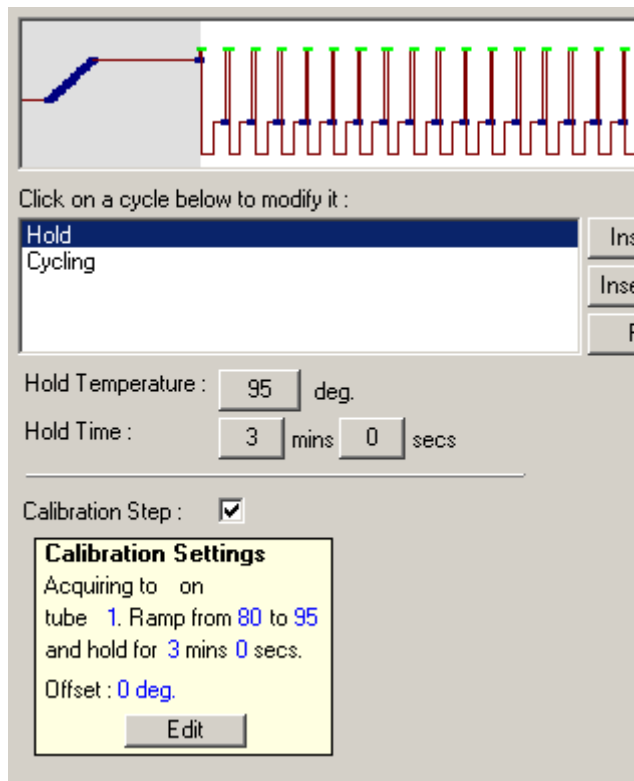 Click on a cycle below to modify it :
Hold
Cycling
Ins
Inse
Hold Temperature : 95 deg.
Hold Time : 3 mins 0 secs
Calibration Step :
Calibration Settings
Acquiring to on
tube 1. Ramp from 80 to 95
and hold for 3 mins 0 secs.
Offset : 0 deg.
Edit